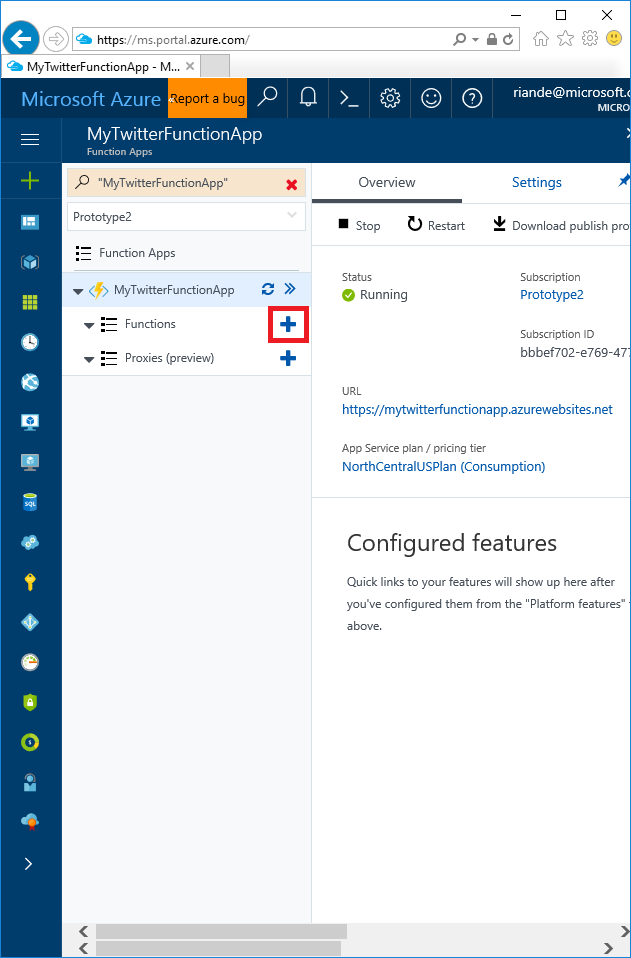 https://ms.portal.azure.com/
MyTwitterFunctionApp - M...
Microsoft Azure
Report a bug
riande@microsoft.c
MICRO
MyTwitterFunctionApp
Function Apps
"MyTwitterFunctionApp"
Prototype2
Function Apps
MyTwitterFunctionApp
Functions
Proxies (preview)
Overview
Settings
Stop
Restart
Download publish pro
Status
Running
Subscription
Prototype2
Subscription ID
bbbef702-e769-477
URL
https://mytwitterfunctionapp.azurewebsites.net
App Service plan / pricing tier
NorthCentralUSPlan (Consumption)
Configured features
Quick links to your features will show up here after
you've configured them from the "Platform features"
above.
SQL